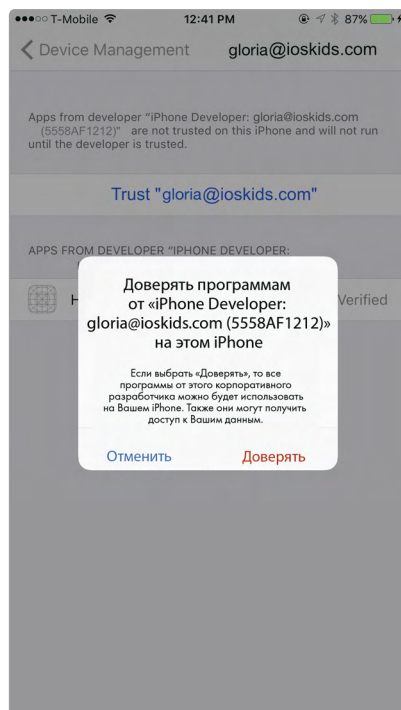 T-Mobile 12:41 PM 87%
Device Management gloria@ioskids.com
Apps from developer "iPhone Developer: gloria@ioskids.com
(5558AF1212)" are not trusted on this iPhone and will not run
until the developer is trusted.
Trust "gloria@ioskids.com"
APPS FROM DEVELOPER "IPHONE DEVELOPER:
Verified
Доверять программам
от «iPhone Developer:
gloria@ioskids.com (5558AF1212)»
на этом iPhone
Если выбрать «Доверять», то все
программы от этого корпоративного
разработчика можно будет использовать
на Вашем iPhone. Также они могут получить
доступ к Вашим данным.
Отменить Доверять